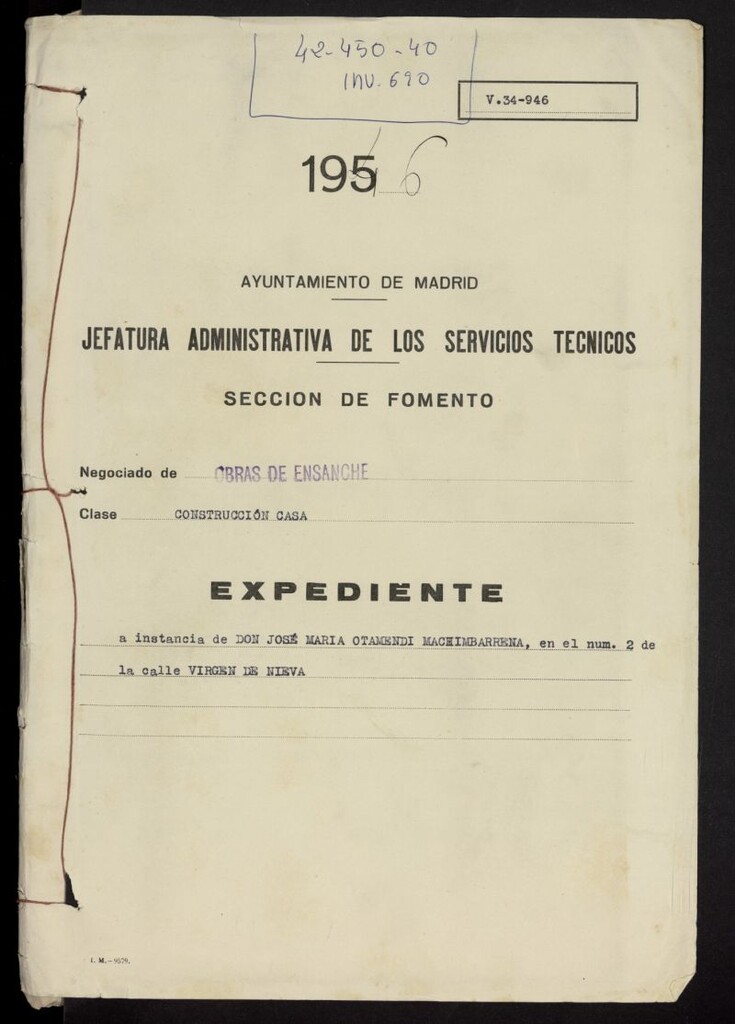 42-450-40
INV. 690
V.34-946
195 46
AYUNTAMIENTO DE MADRID
JEFATURA ADMINISTRATIVA DE LOS SERVICIOS TECNICOS
SECCION DE FOMENTO
Negociado de OBRAS DE ENSANCHE
Clase CONSTRUCCIÓN CASA
EXPEDIENTE
a instancia de DON JOSÉ MARIA OTAMENDI MACHIMBARRENA, en el num. 2 de
la calle VIRGEN DE NIEVA
I. M.-9579.